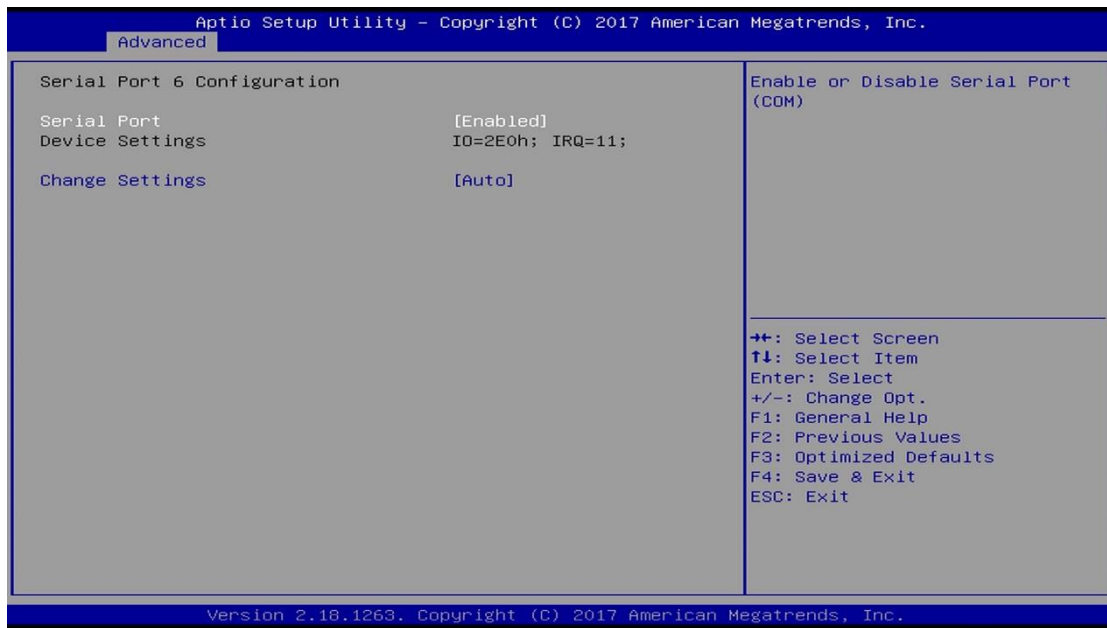 Aptio Setup Utility – Copyright (C) 2017 American Megatrends, Inc.
Advanced
Serial Port 6 Configuration
Serial Port [Enabled]
Device Settings IO=2E0h; IRQ=11;
Change Settings [Auto]
Enable or Disable Serial Port
(COM)
→←: Select Screen
↑↓: Select Item
Enter: Select
+/-: Change Opt.
F1: General Help
F2: Previous Values
F3: Optimized Defaults
F4: Save & Exit
ESC: Exit
Version 2.18.1263. Copyright (C) 2017 American Megatrends, Inc.